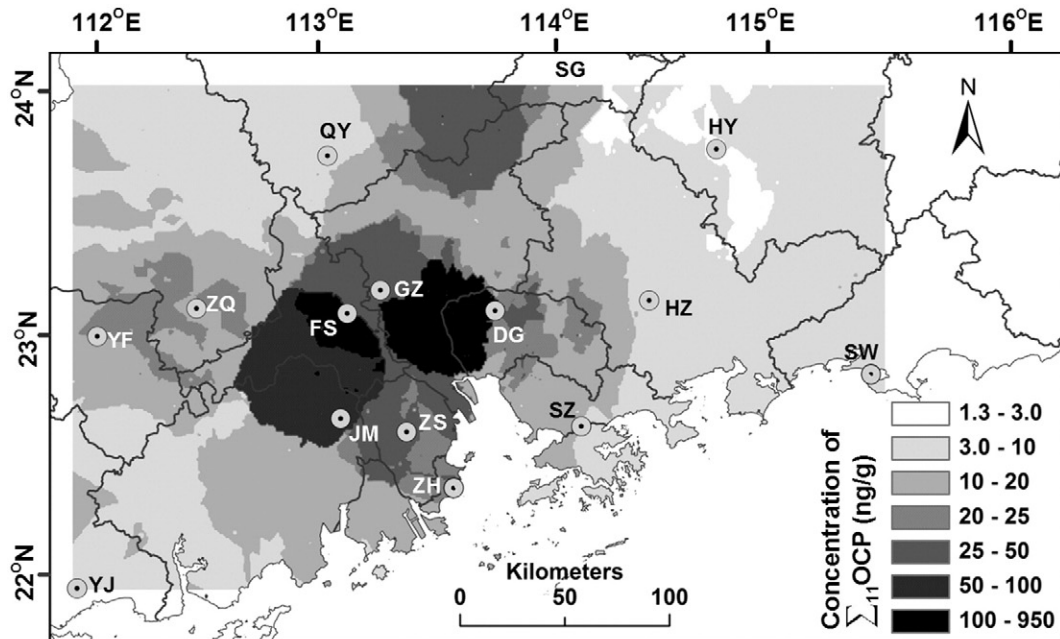 112°E 113°E 114°E 115°E 116°E
24°N
23°N
22°N
SG
N
QY
HY
GZ
ZQ
FS
DG
HZ
YF
SW
JM
ZS
SZ
ZH
YJ
Kilometers
0 50 100
Concentration of
∑₁₁OCP (ng/g)
1.3 - 3.0
3.0 - 10
10 - 20
20 - 25
25 - 50
50 - 100
100 - 950